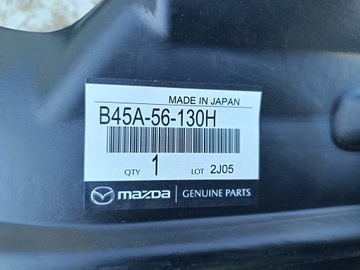 MADE IN JAPAN
B45A-56-130H
QTY 1 LOT 2J05
mazda GENUINE PARTS